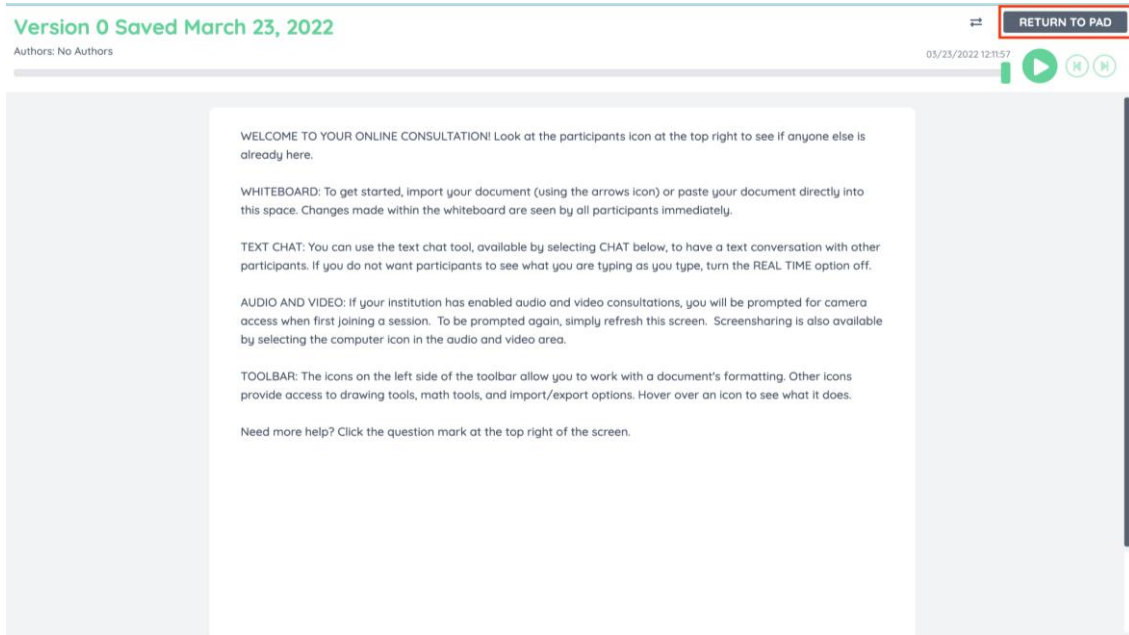 Version 0 Saved March 23, 2022
RETURN TO PAD
Authors: No Authors
03/23/2022 12:11:57
WELCOME TO YOUR ONLINE CONSULTATION! Look at the participants icon at the top right to see if anyone else is
already here.
WHITEBOARD: To get started, import your document (using the arrows icon) or paste your document directly into
this space. Changes made within the whiteboard are seen by all participants immediately.
TEXT CHAT: You can use the text chat tool, available by selecting CHAT below, to have a text conversation with other
participants. If you do not want participants to see what you are typing as you type, turn the REAL TIME option off.
AUDIO AND VIDEO: If your institution has enabled audio and video consultations, you will be prompted for camera
access when first joining a session.  To be prompted again, simply refresh this screen.  Screensharing is also available
by selecting the computer icon in the audio and video area.
TOOLBAR: The icons on the left side of the toolbar allow you to work with a document's formatting. Other icons
provide access to drawing tools, math tools, and import/export options. Hover over an icon to see what it does.
Need more help? Click the question mark at the top right of the screen.